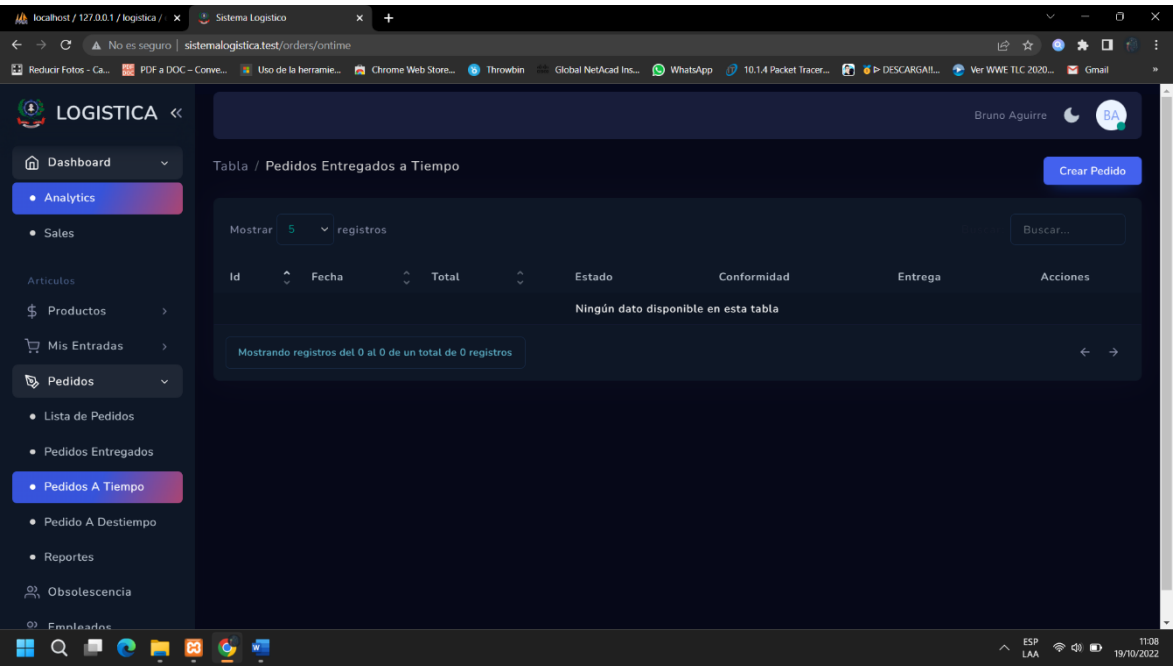 localhost / 127.0.0.1 / logistica /
Sistema Logistico
No es seguro | sistemalogistica.test/orders/ontime
Reducir Fotos - Ca...
PDF a DOC – Conve...
Uso de la herramie...
Chrome Web Store...
Throwbin
Global NetAcad Ins...
WhatsApp
10.1.4 Packet Tracer...
Ver WWE TLC 2020...
Gmail
»
LOGISTICA «
Bruno Aguirre
BA
Dashboard
Analytics
Sales
Articulos
Productos
Mis Entradas
Pedidos
Lista de Pedidos
Pedidos Entregados
Pedidos A Tiempo
Pedido A Destiempo
Reportes
Obsolescencia
Empleados
Tabla / Pedidos Entregados a Tiempo
Crear Pedido
Mostrar 5 registros
Buscar...
Id Fecha Total Estado Conformidad Entrega Acciones
Ningún dato disponible en esta tabla
Mostrando registros del 0 al 0 de un total de 0 registros
ESP
LAA
11:08
19/10/2022